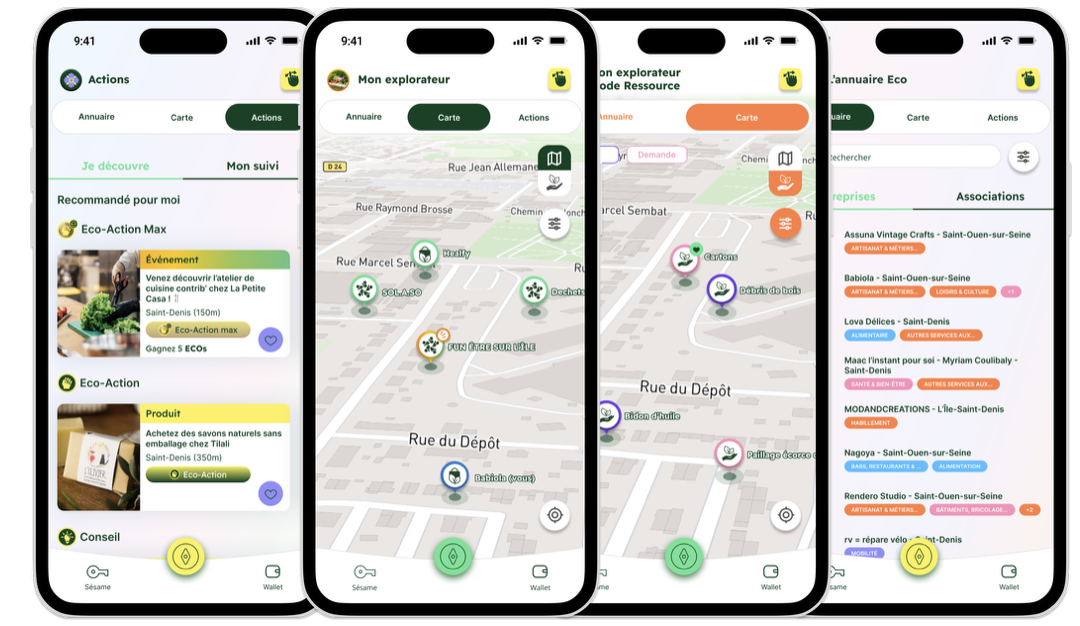 9:41
Actions
Annuaire
Carte
Actions
Je découvre
Mon suivi
Recommandé pour moi
Eco-Action Max
Événement
Venez découvrir l'atelier de
cuisine contrib' chez La Petite
Casa !
Saint-Denis (150m)
Eco-Action max
Gagnez 5 ECOs
Eco-Action
Produit
Achetez des savons naturels sans
emballage chez Tilali
Saint-Denis (350m)
Eco-Action
Conseil
Sésame
Wallet
9:41
Mon explorateur
Annuaire
Carte
Actions
D 24
Rue Jean Allemane
Rue Raymond Brosse
Chemin
Rue Marcel Sem
Healfy
SOLASO
Dechets
FUN ÊTRE SUR L'ÎLE
Rue du Dépôt
Babiola (vous)
Sésame
Wallet
on explorateur
ode Ressource
nnuaire
Carte
Demande
Chemi
arcel Sembat
Cartons
Débris de bois
Rue du Dépôt
Bidon d'huile
Paillage écorce
Wallet
L'annuaire Eco
uaire
Carte
Actions
echercher
reprises
Associations
Assuna Vintage Crafts - Saint-Ouen-sur-Seine
ARTISANAT & MÉTIERS...
Babiola - Saint-Ouen-sur-Seine
ARTISANAT & MÉTIERS...
LOISIRS & CULTURE
+1
Lova Délices - Saint-Denis
ALIMENTAIRE
AUTRES SERVICES AUX...
Maac l'instant pour soi - Myriam Coulibaly -
Saint-Denis
SANTÉ & BIEN-ÊTRE
AUTRES SERVICES AUX...
MODANDCREATIONS - L'Île-Saint-Denis
HABILLEMENT
Nagoya - Saint-Ouen-sur-Seine
BARS, RESTAURANTS & ...
ALIMENTATION
Rendero Studio - Saint-Ouen-sur-Seine
ARTISANAT & MÉTIERS...
BÂTIMENTS, BRICOLAGE...
+2
rv = répare vélo - Saint-Denis
MOBILITÉ
Wallet